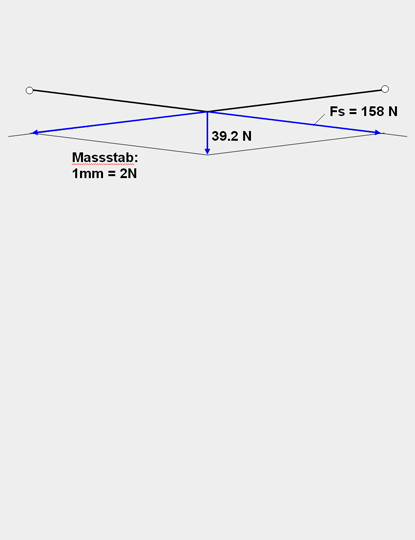 Fs = 158 N
39.2 N
Massstab:
1mm = 2N